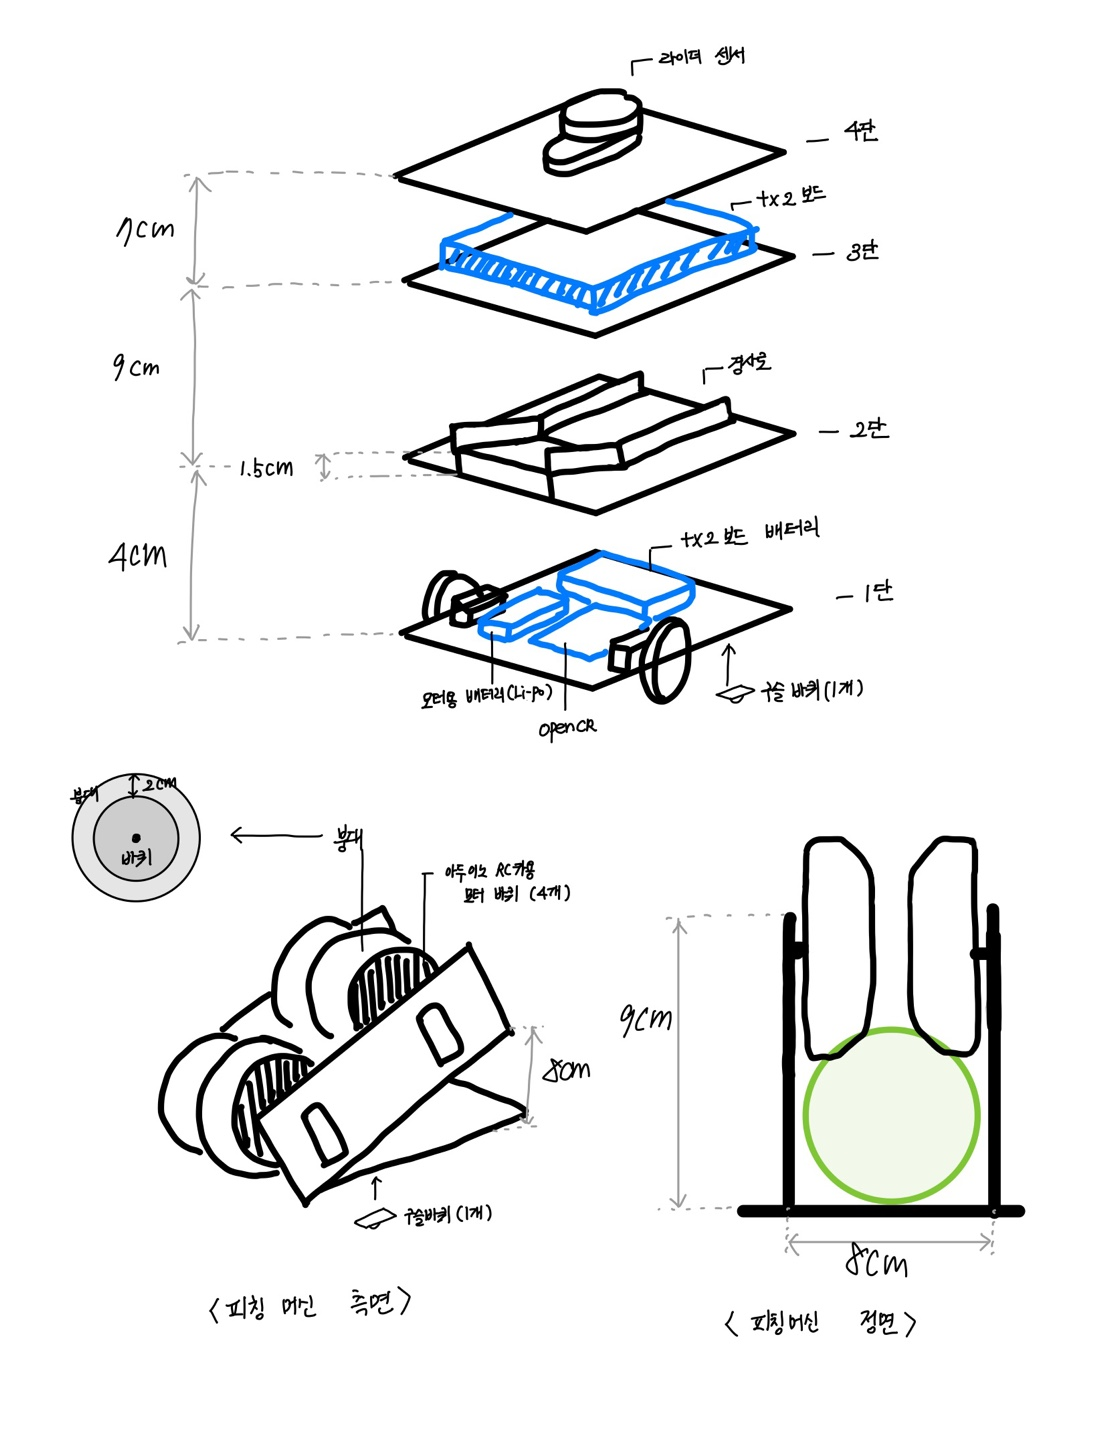 라이더 센서
4단
tx2 보드
7cm
3단
9cm
경사로
2단
1.5cm
tx2 보드 배터리
4cm
1단
모터용 배터리(Li-po)
구슬 바퀴(1개)
openCR
붕대
2cm
바퀴
붕대
아두이노 RC카용
모터 바퀴 (4개)
9cm
8cm
구슬바퀴(1개)
8cm
<피칭 머신 측면>
<피칭머신 정면>